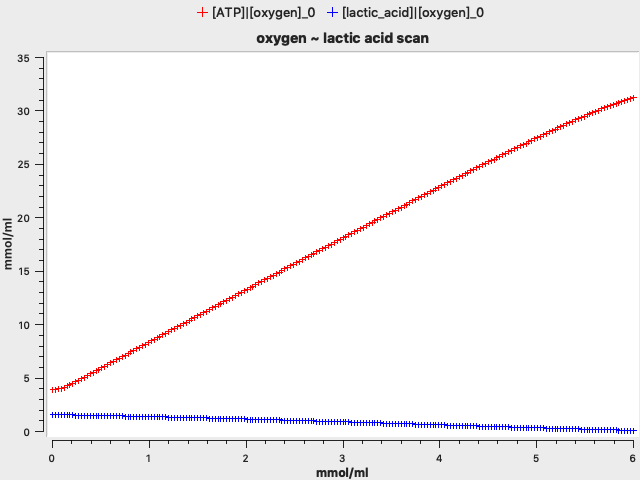 [ATP]|[oxygen]_0 [lactic_acid]|[oxygen]_0
oxygen ~ lactic acid scan
35
30
25
20
15
10
5
0
mmol/ml
0 1 2 3 4 5 6
mmol/ml